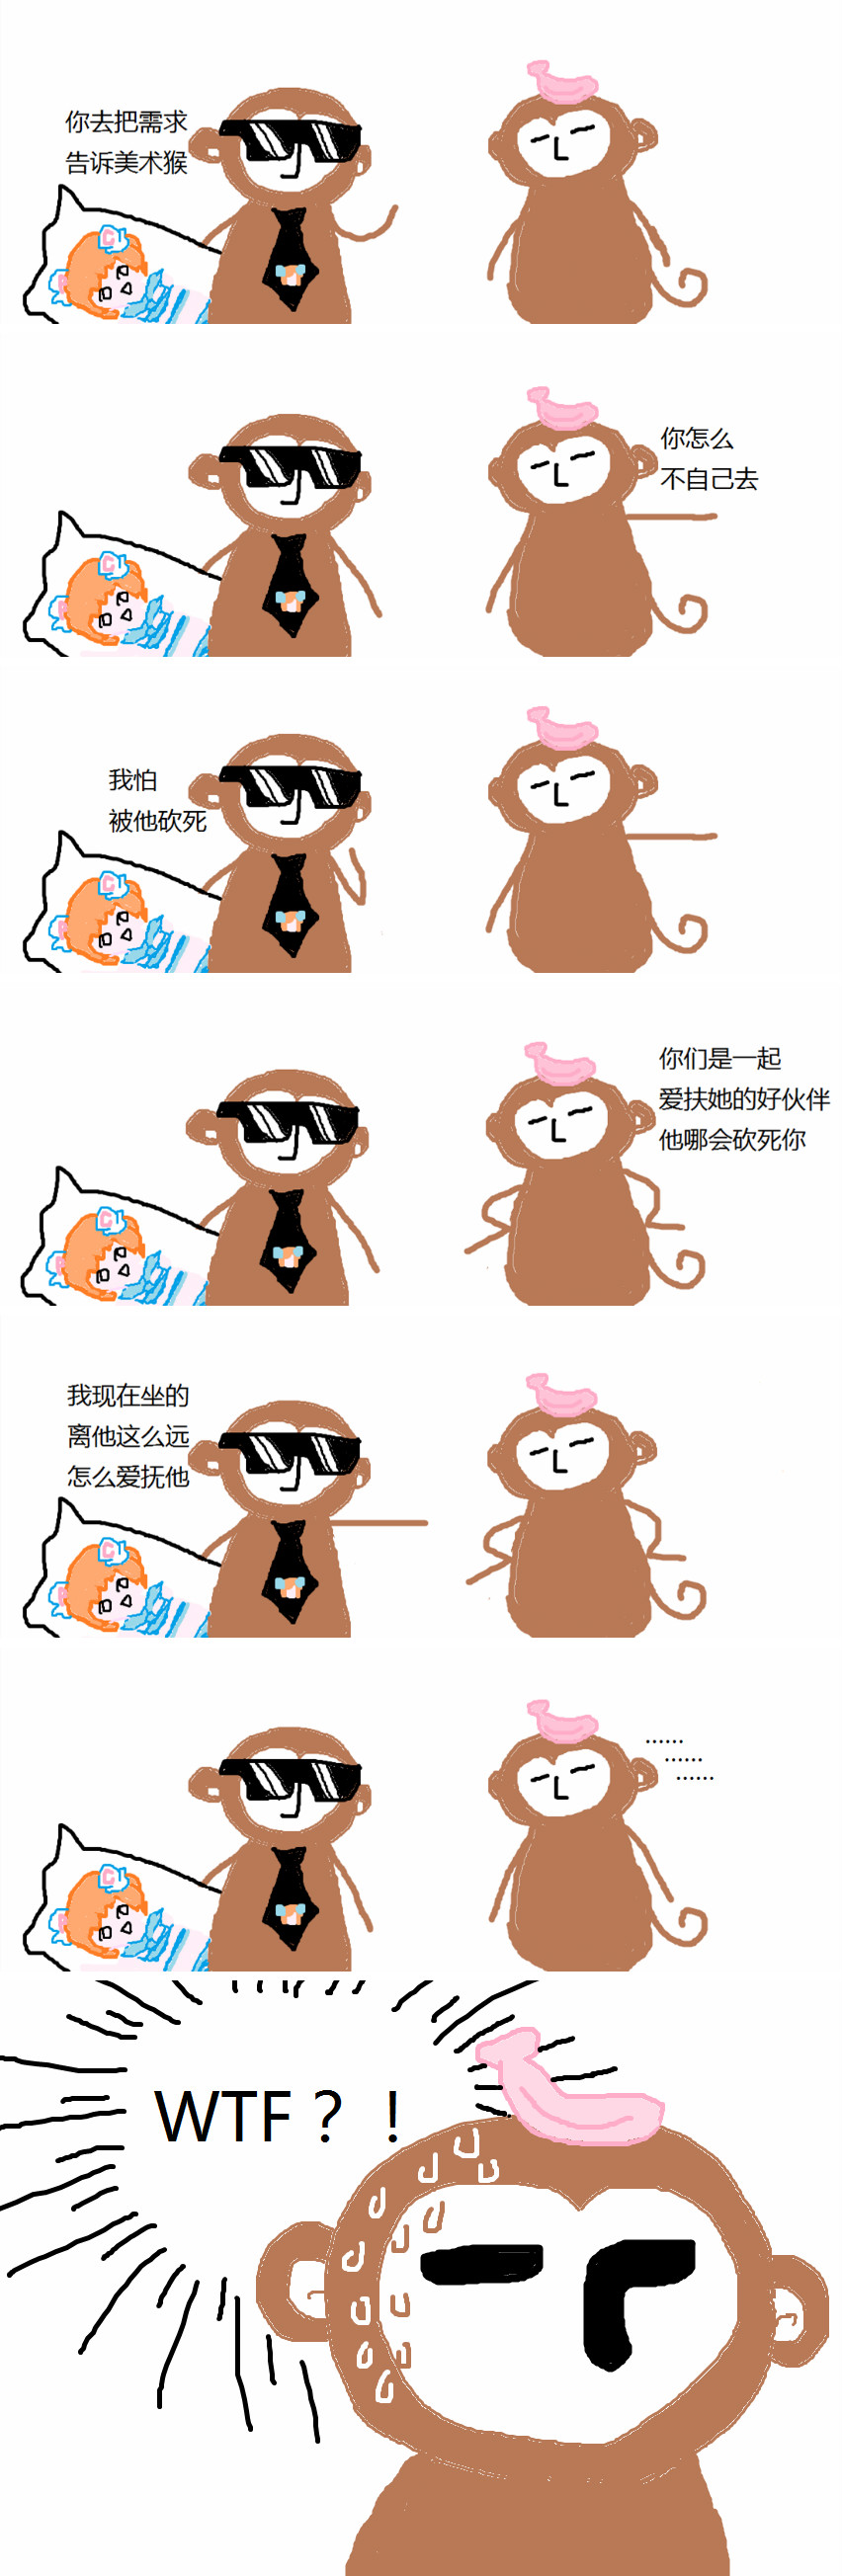 你去把需求
告诉美术猴
你怎么
不自己去
我怕
被他砍死
你们是一起
爱扶她的好伙伴
他哪会砍死你
我现在坐的
离他这么远
怎么爱抚他
……
……
……
WTF？！